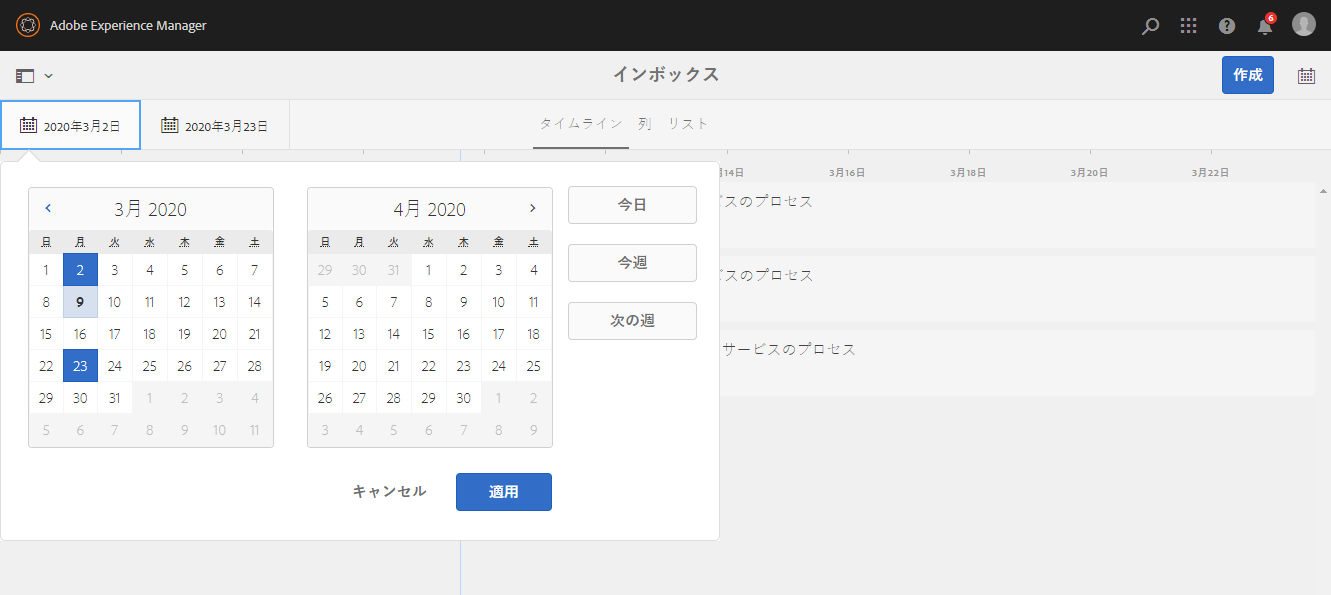 Adobe Experience Manager
6
インボックス
作成
2020年3月2日
2020年3月23日
タイムライン 列 リスト
14日 3月16日 3月18日 3月20日 3月22日
スのプロセス
スのプロセス
サービスのプロセス
3月 2020
日 月 火 水 木 金 土
1 2 3 4 5 6 7
8 9 10 11 12 13 14
15 16 17 18 19 20 21
22 23 24 25 26 27 28
29 30 31 1 2 3 4
5 6 7 8 9 10 11
4月 2020
日 月 火 水 木 金 土
29 30 31 1 2 3 4
5 6 7 8 9 10 11
12 13 14 15 16 17 18
19 20 21 22 23 24 25
26 27 28 29 30 1 2
3 4 5 6 7 8 9
今日
今週
次の週
キャンセル
適用